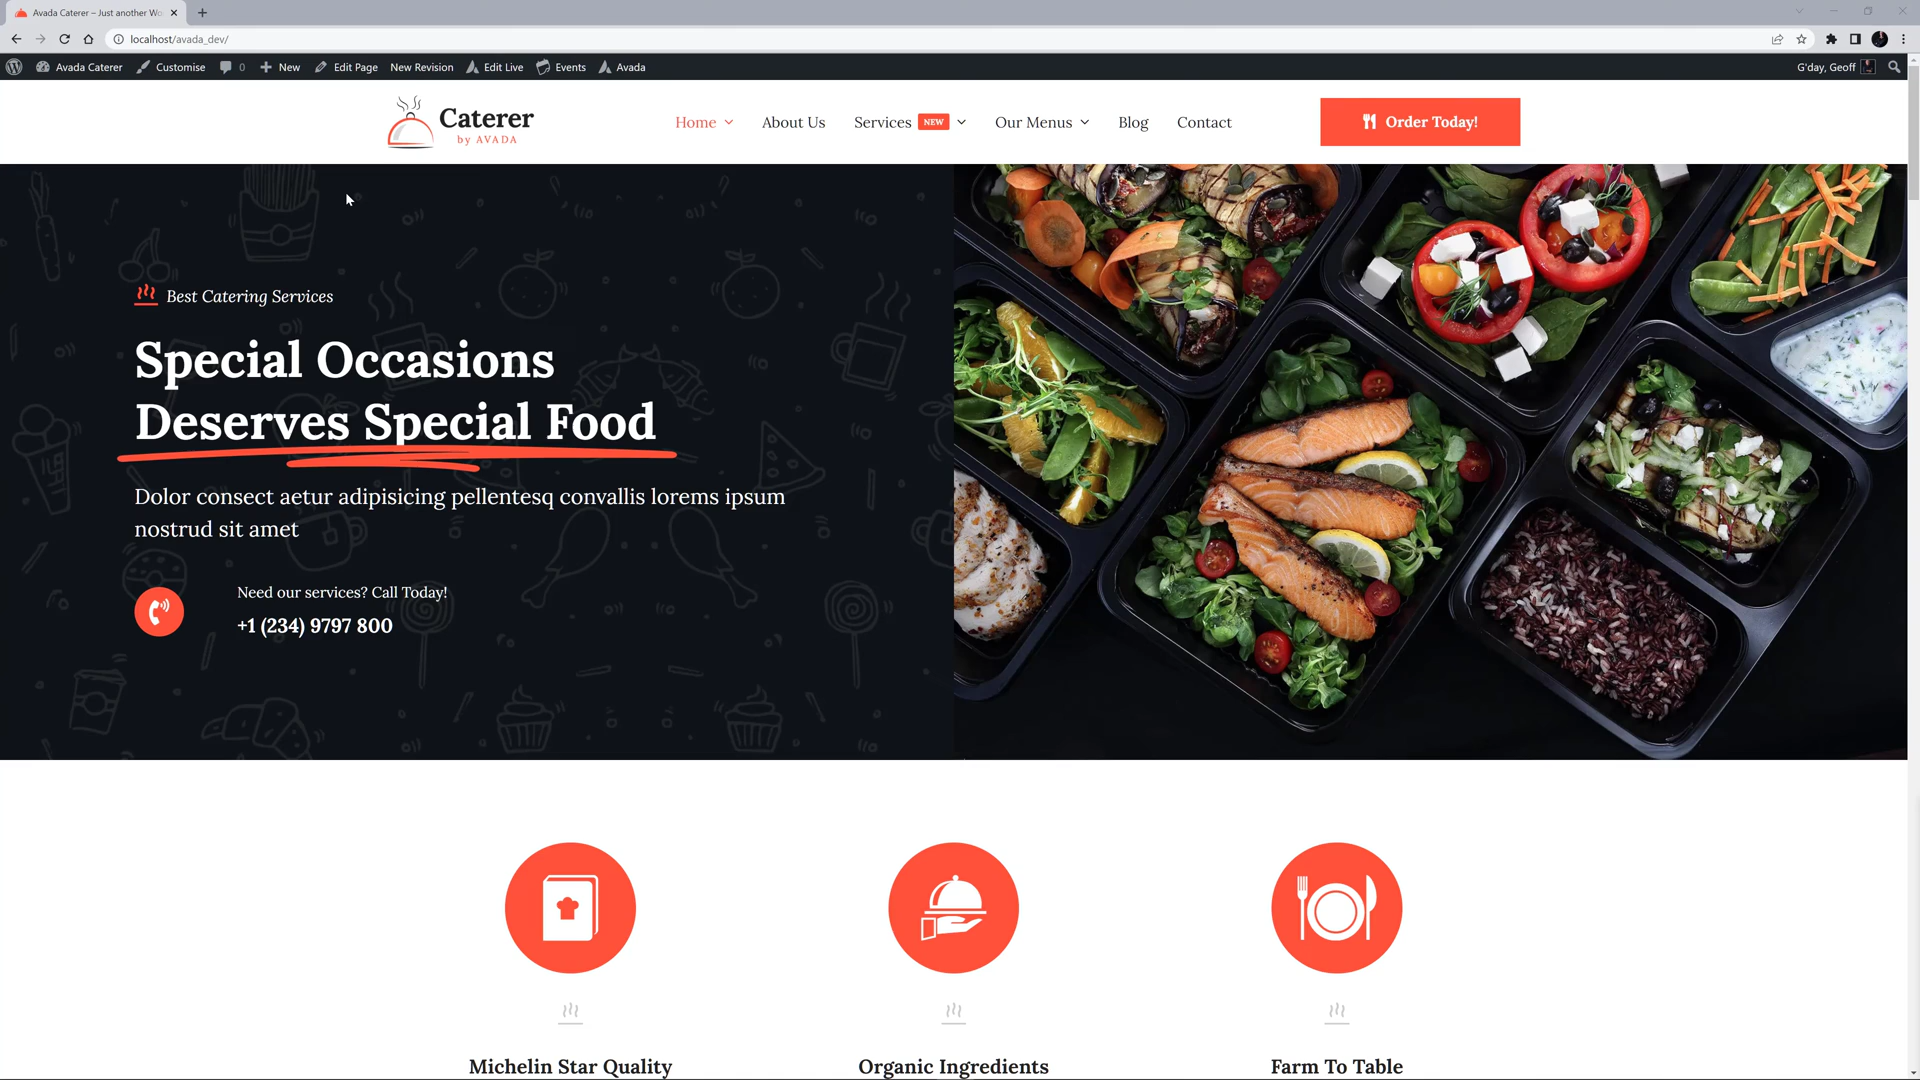 Avada Caterer – Just another Wo
localhost/avada_dev/
Avada Caterer Customise 0 New Edit Page New Revision Edit Live Events Avada G'day, Geoff
Caterer
by AVADA
Home About Us Services NEW Our Menus Blog Contact Order Today!
Best Catering Services
Special Occasions
Deserves Special Food
Dolor consect aetur adipisicing pellentesq convallis lorems ipsum
nostrud sit amet
Need our services? Call Today!
+1 (234) 9797 800
Michelin Star Quality Organic Ingredients Farm To Table